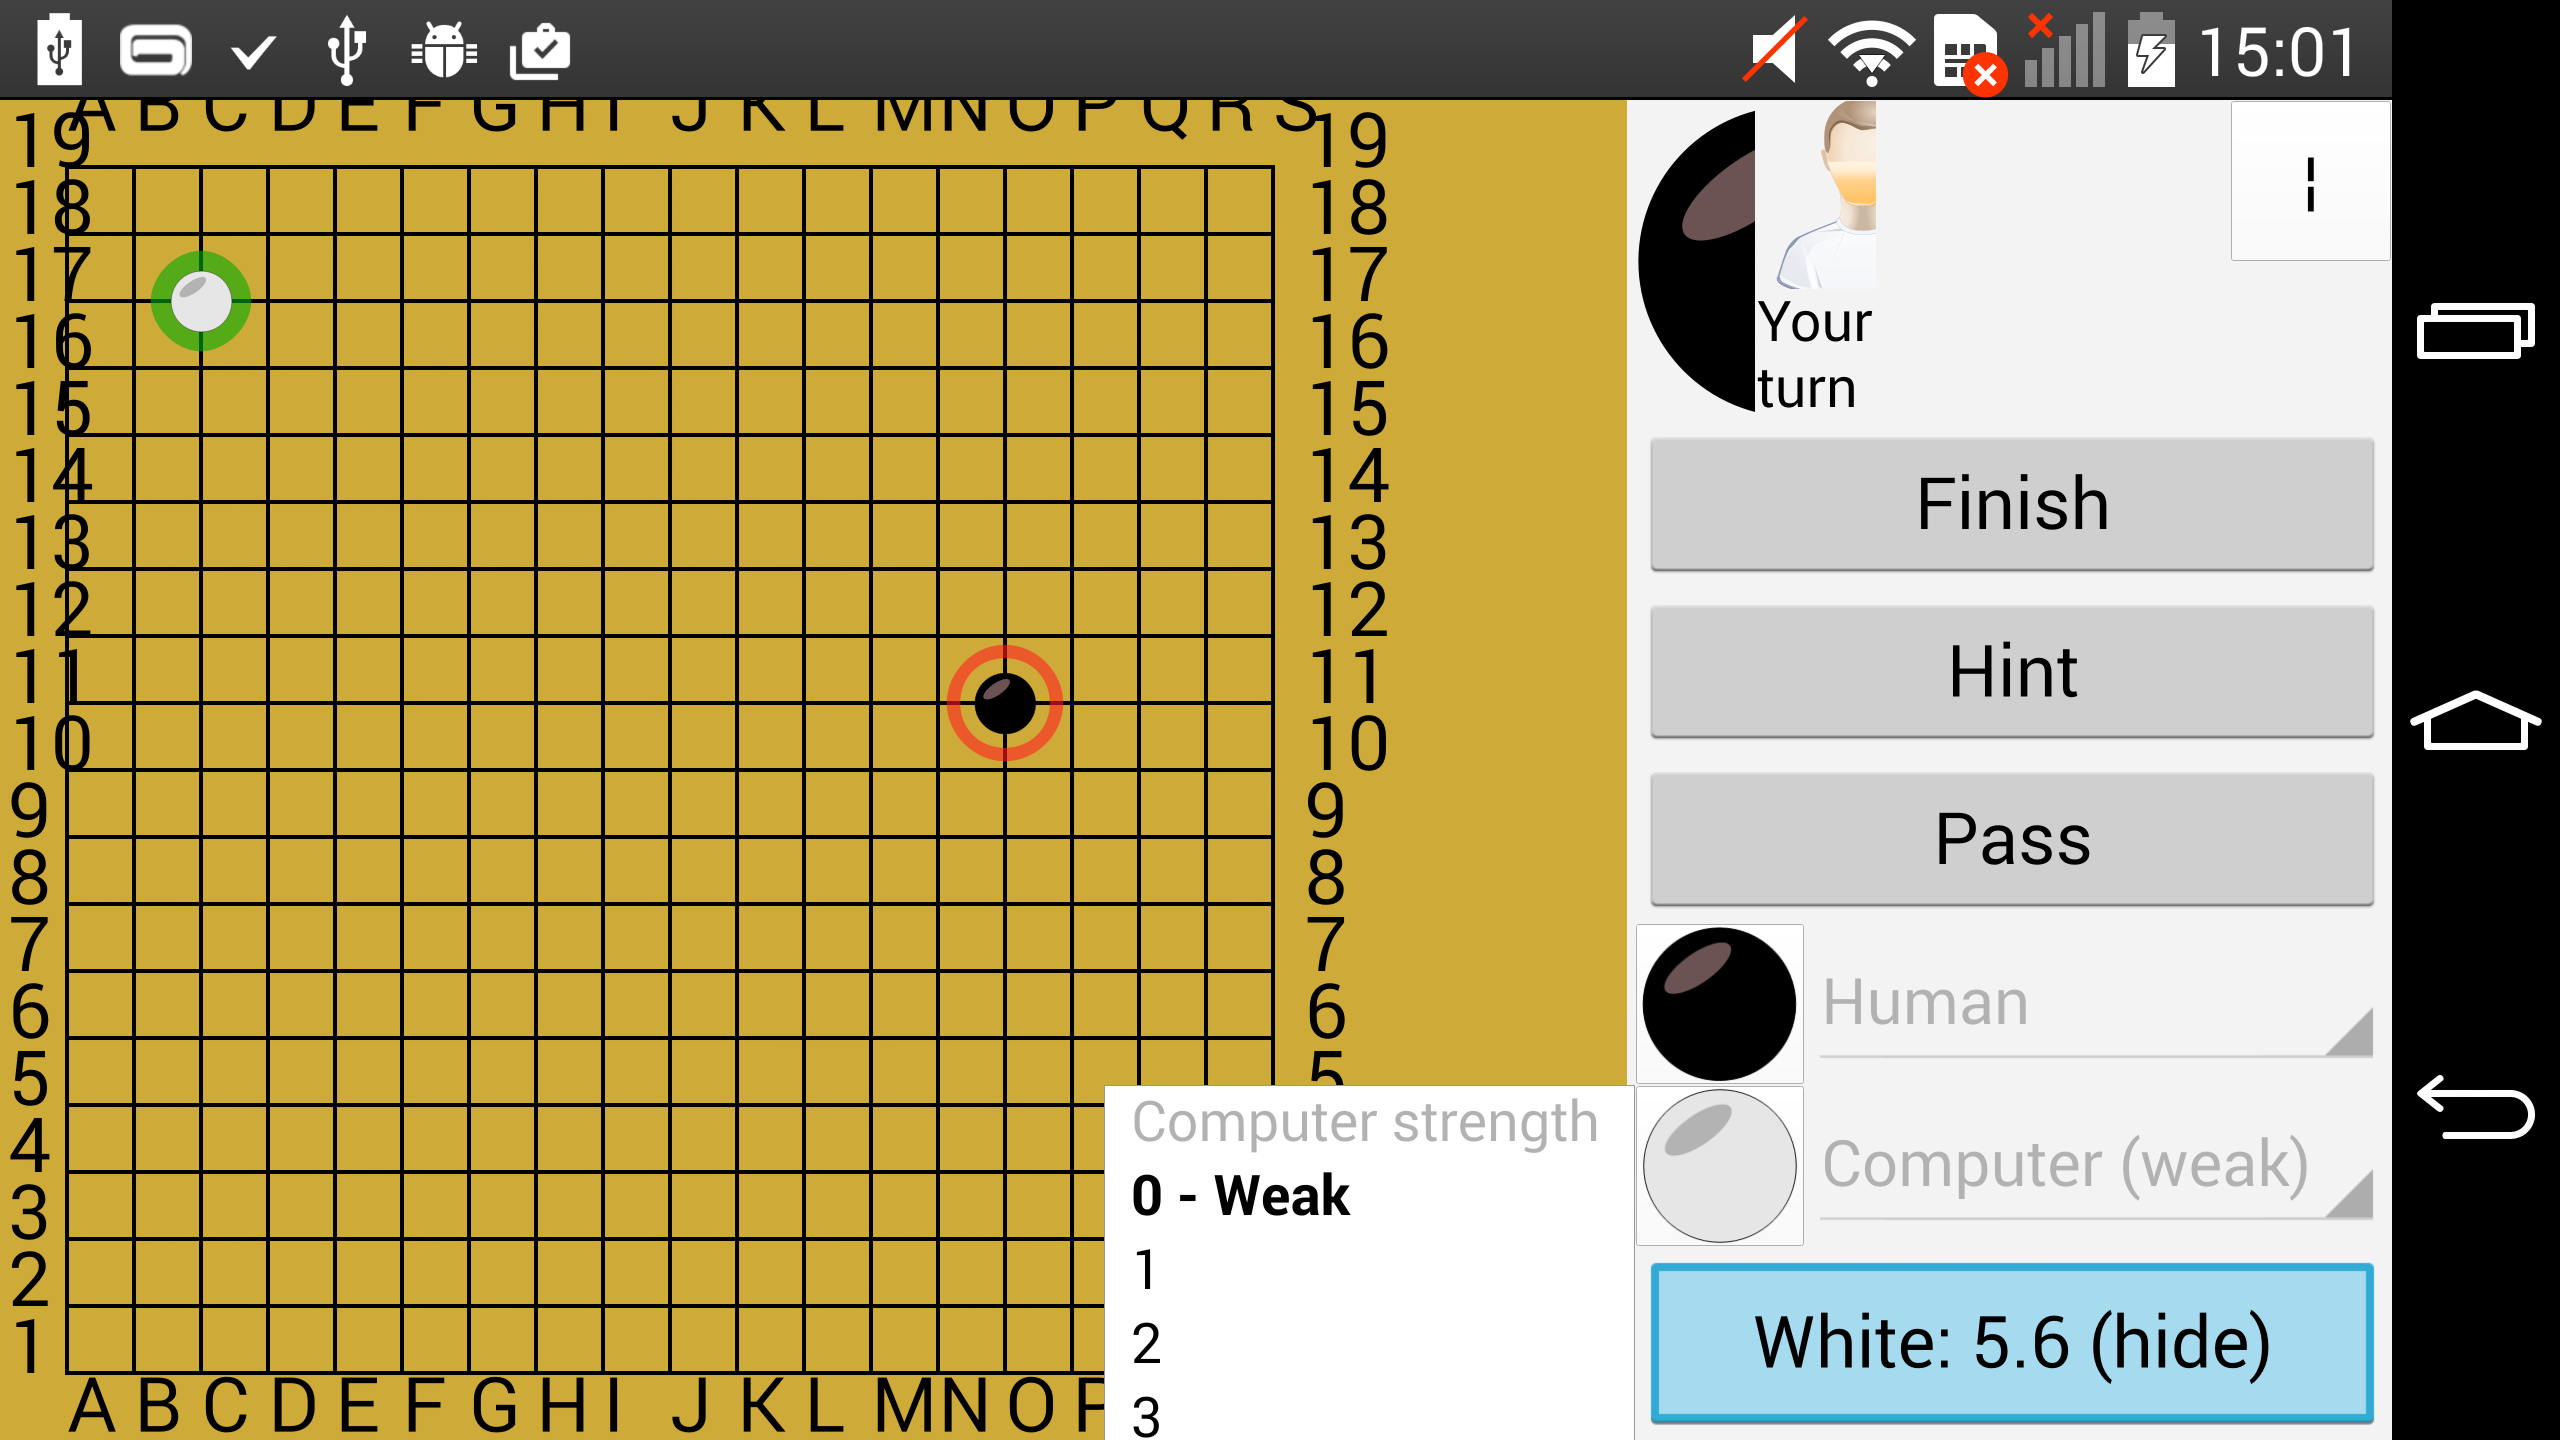 15:01
A B C D E F G H I J K L M N O P Q R S
19 19
18 18
17 17
16 16
15 15
14 14
13 13
12 12
11 11
10 10
9 9
8 8
7 7
6 6
5 5
4
3
2
1
A B C D E F G H I J K L M N O P
Computer strength
0 - Weak
1
2
3
Your
turn
Finish
Hint
Pass
Human
Computer (weak)
White: 5.6 (hide)